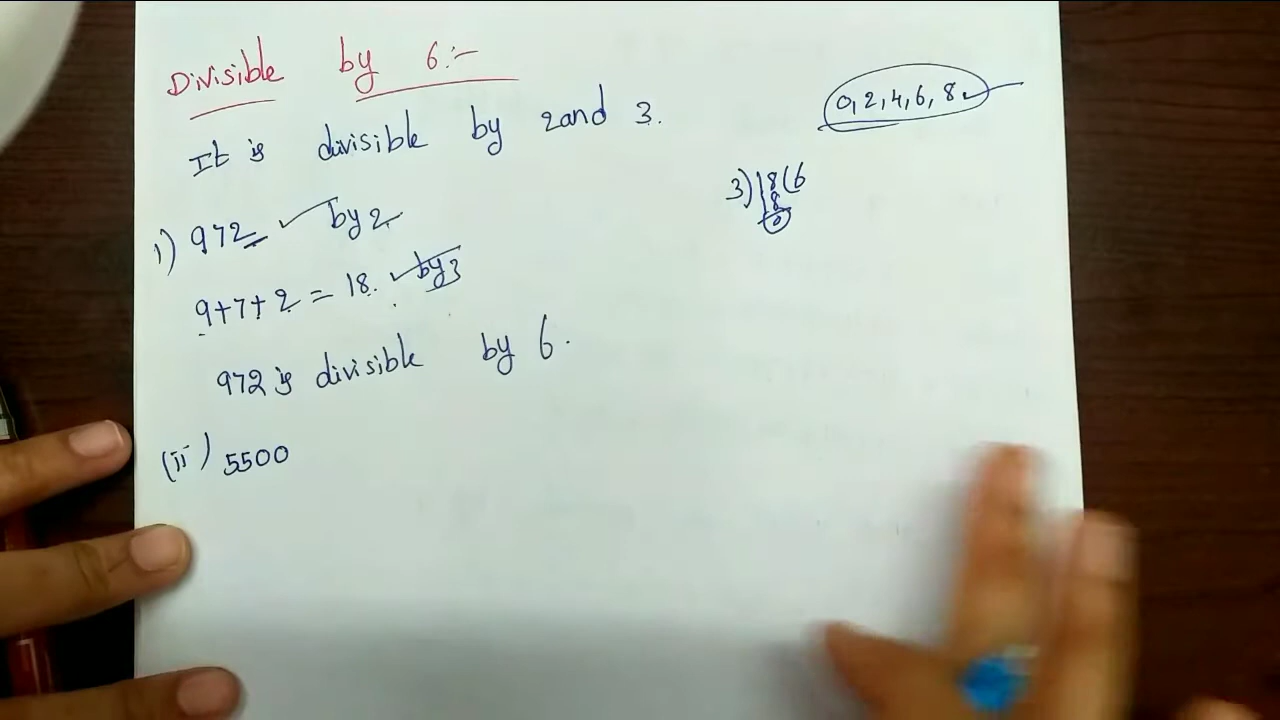 Divisible by 6:-
It is divisible by 2 and 3.
0, 2, 4, 6, 8
1) 972 ✓ by 2
9+7+2 = 18. ✓ by 3
972 is divisible by 6.
(ii) 5500
3)18(6
18
0